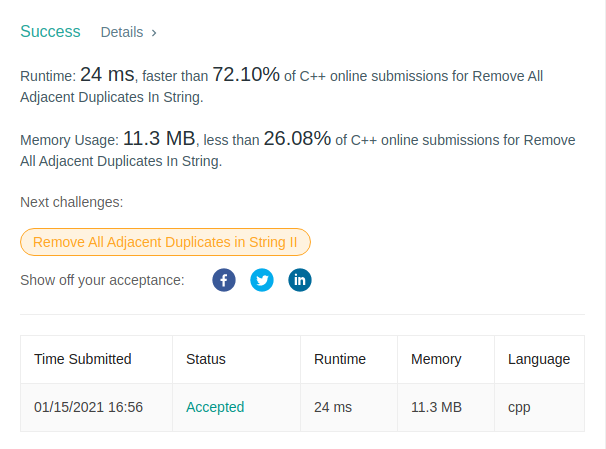 Success Details >
Runtime: 24 ms, faster than 72.10% of C++ online submissions for Remove All
Adjacent Duplicates In String.
Memory Usage: 11.3 MB, less than 26.08% of C++ online submissions for Remove
All Adjacent Duplicates In String.
Next challenges:
Remove All Adjacent Duplicates in String II
Show off your acceptance:
Time Submitted Status Runtime Memory Language
01/15/2021 16:56 Accepted 24 ms 11.3 MB cpp